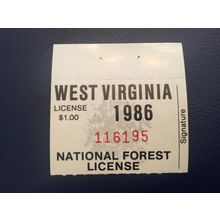 WEST VIRGINIA
LICENSE
$1.00
1986
116195
Signature
NATIONAL FOREST
LICENSE